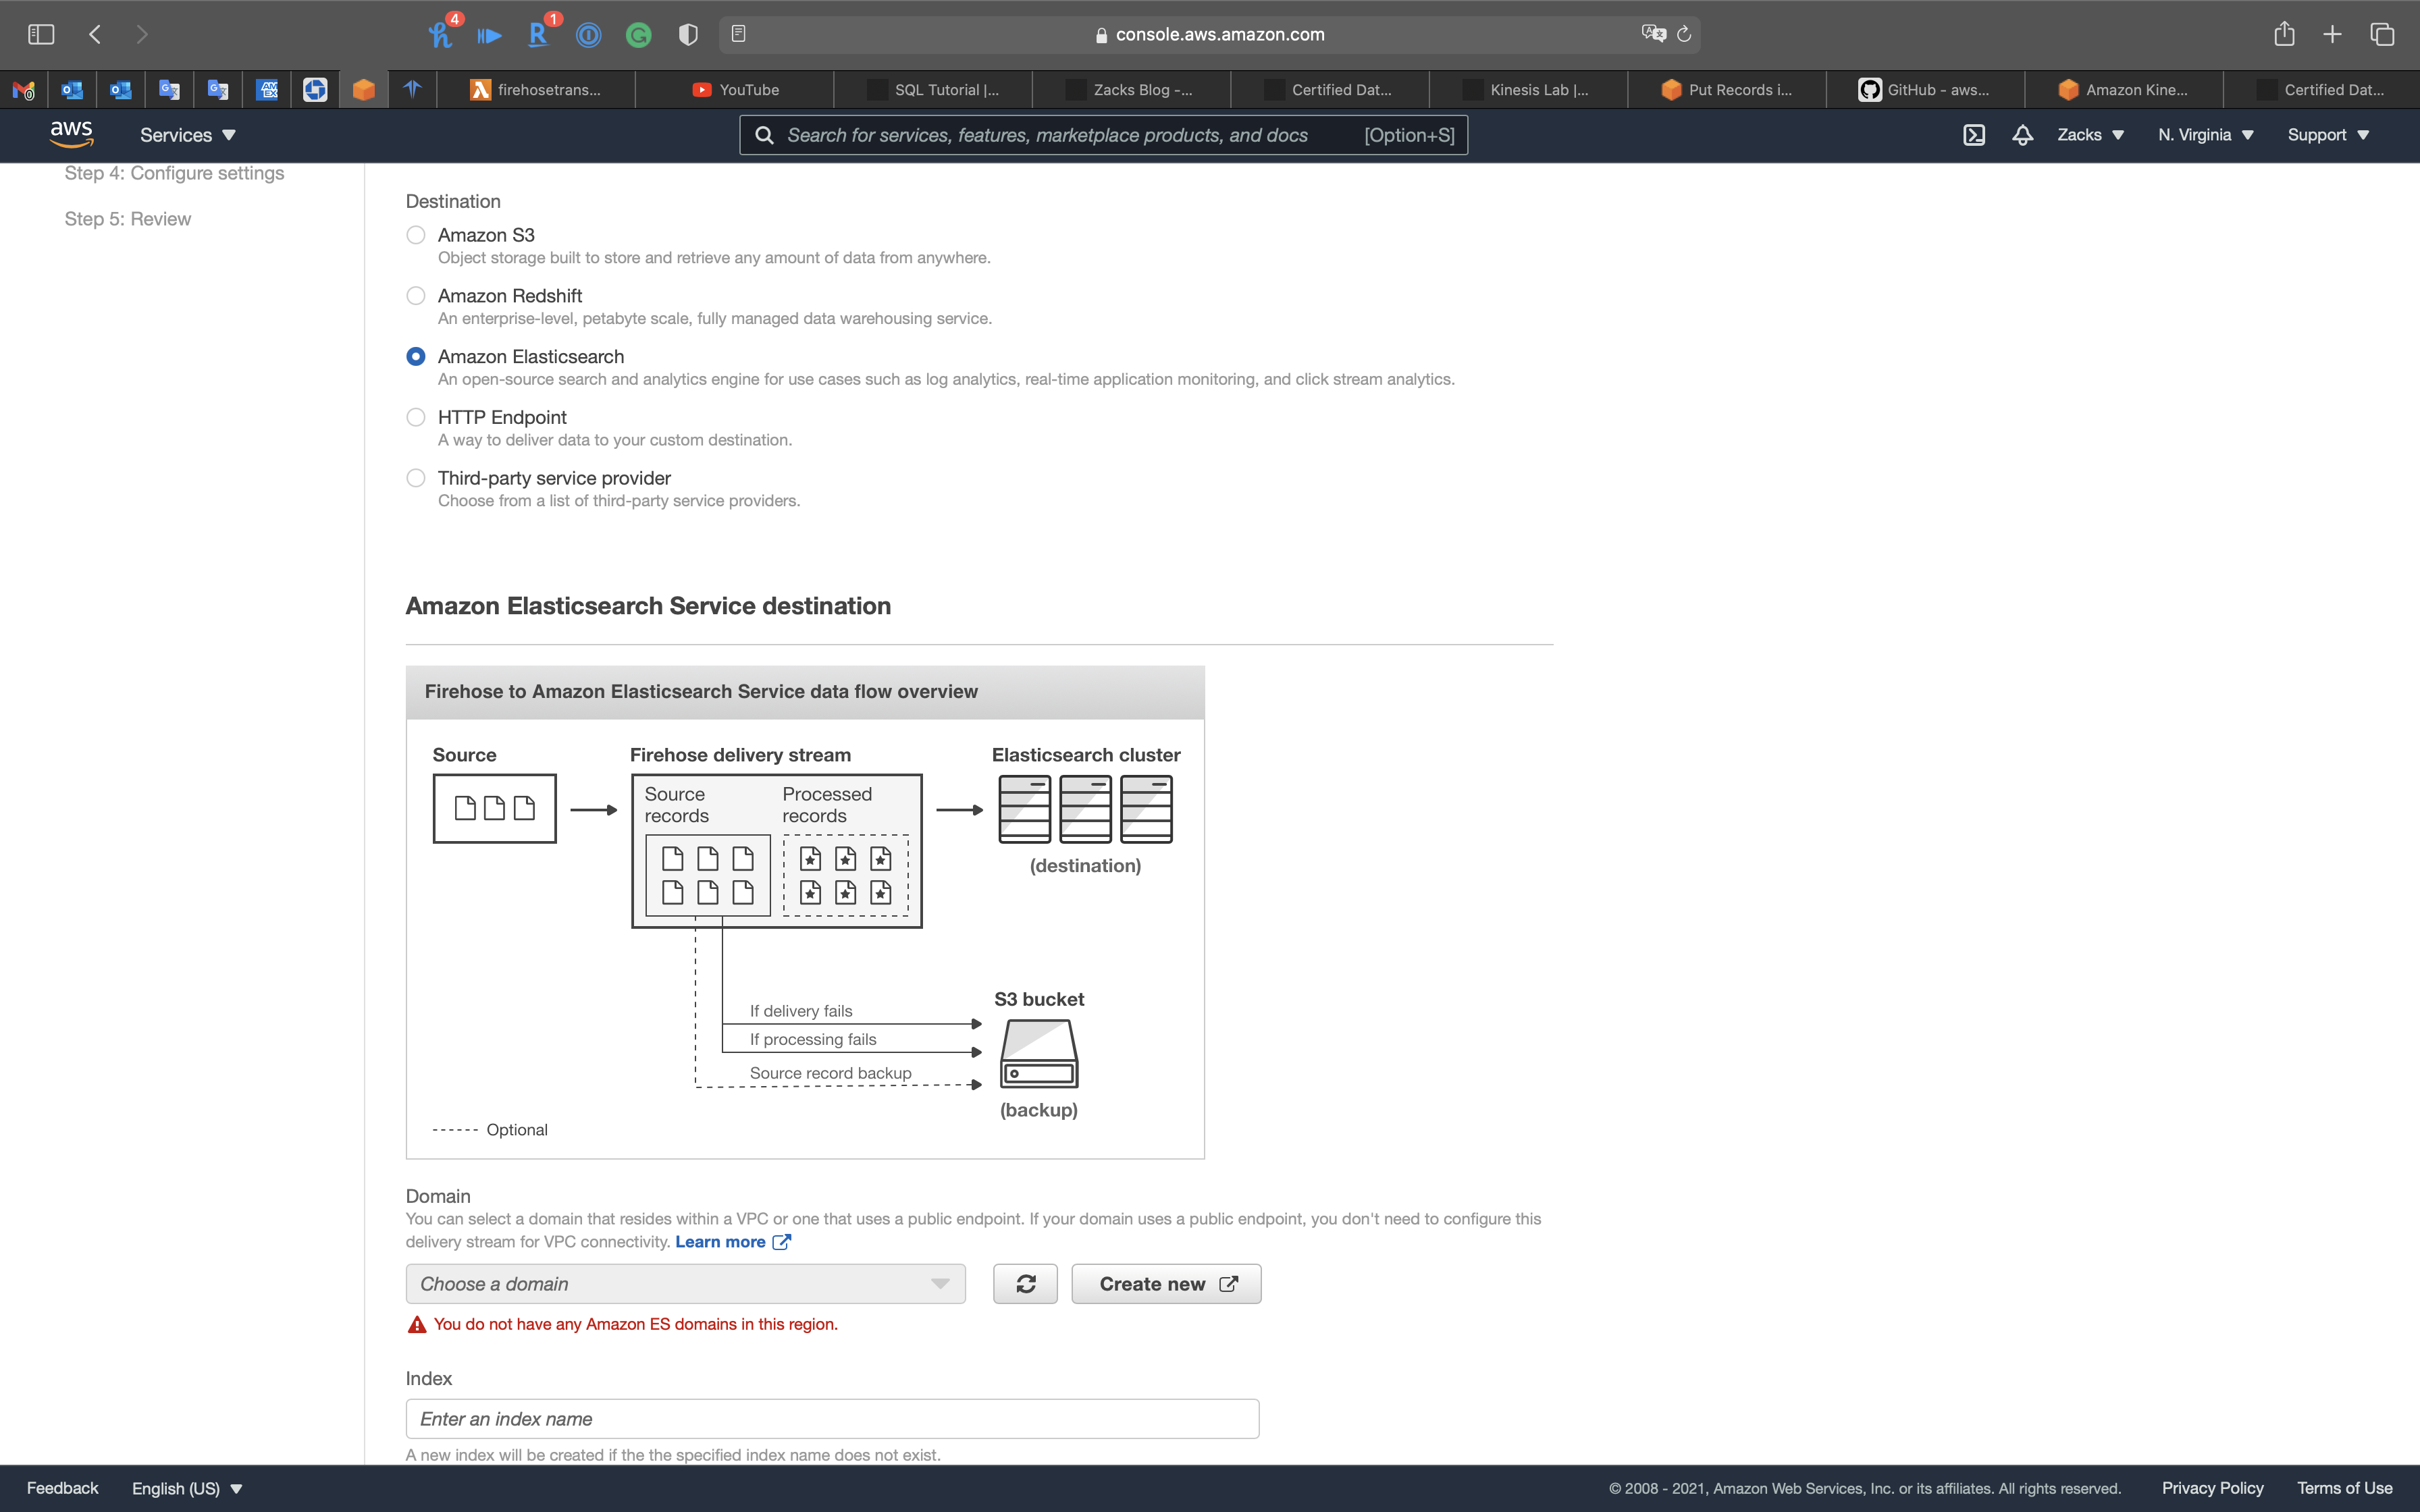 4
1
console.aws.amazon.com
firehosetrans...
YouTube
SQL Tutorial |...
Zacks Blog -...
Certified Dat...
Kinesis Lab |...
Put Records i...
GitHub - aws...
Amazon Kine...
Certified Dat...
aws
Services
Search for services, features, marketplace products, and docs
[Option+S]
Zacks
N. Virginia
Support
Step 4: Configure settings
Step 5: Review
Destination
Amazon S3
Object storage built to store and retrieve any amount of data from anywhere.
Amazon Redshift
An enterprise-level, petabyte scale, fully managed data warehousing service.
Amazon Elasticsearch
An open-source search and analytics engine for use cases such as log analytics, real-time application monitoring, and click stream analytics.
HTTP Endpoint
A way to deliver data to your custom destination.
Third-party service provider
Choose from a list of third-party service providers.
Amazon Elasticsearch Service destination
Firehose to Amazon Elasticsearch Service data flow overview
Source
Firehose delivery stream
Elasticsearch cluster
Source
records
Processed
records
(destination)
If delivery fails
If processing fails
Source record backup
S3 bucket
(backup)
Optional
Domain
You can select a domain that resides within a VPC or one that uses a public endpoint. If your domain uses a public endpoint, you don't need to configure this
delivery stream for VPC connectivity. Learn more
Choose a domain
Create new
You do not have any Amazon ES domains in this region.
Index
Enter an index name
A new index will be created if the the specified index name does not exist.
Feedback
English (US)
© 2008 - 2021, Amazon Web Services, Inc. or its affiliates. All rights reserved.
Privacy Policy
Terms of Use